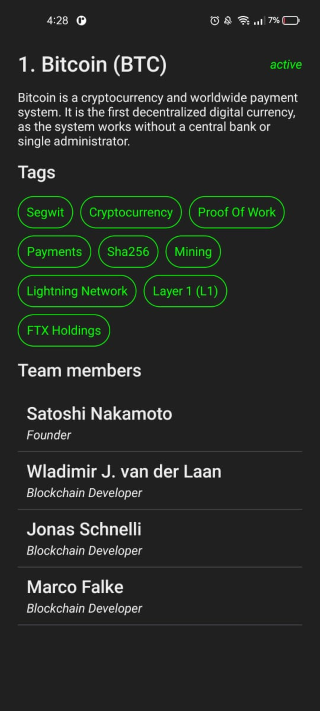 4:28 7%
1. Bitcoin (BTC) active
Bitcoin is a cryptocurrency and worldwide payment
system. It is the first decentralized digital currency,
as the system works without a central bank or
single administrator.
Tags
Segwit Cryptocurrency Proof Of Work
Payments Sha256 Mining
Lightning Network Layer 1 (L1)
FTX Holdings
Team members
Satoshi Nakamoto
Founder
Wladimir J. van der Laan
Blockchain Developer
Jonas Schnelli
Blockchain Developer
Marco Falke
Blockchain Developer